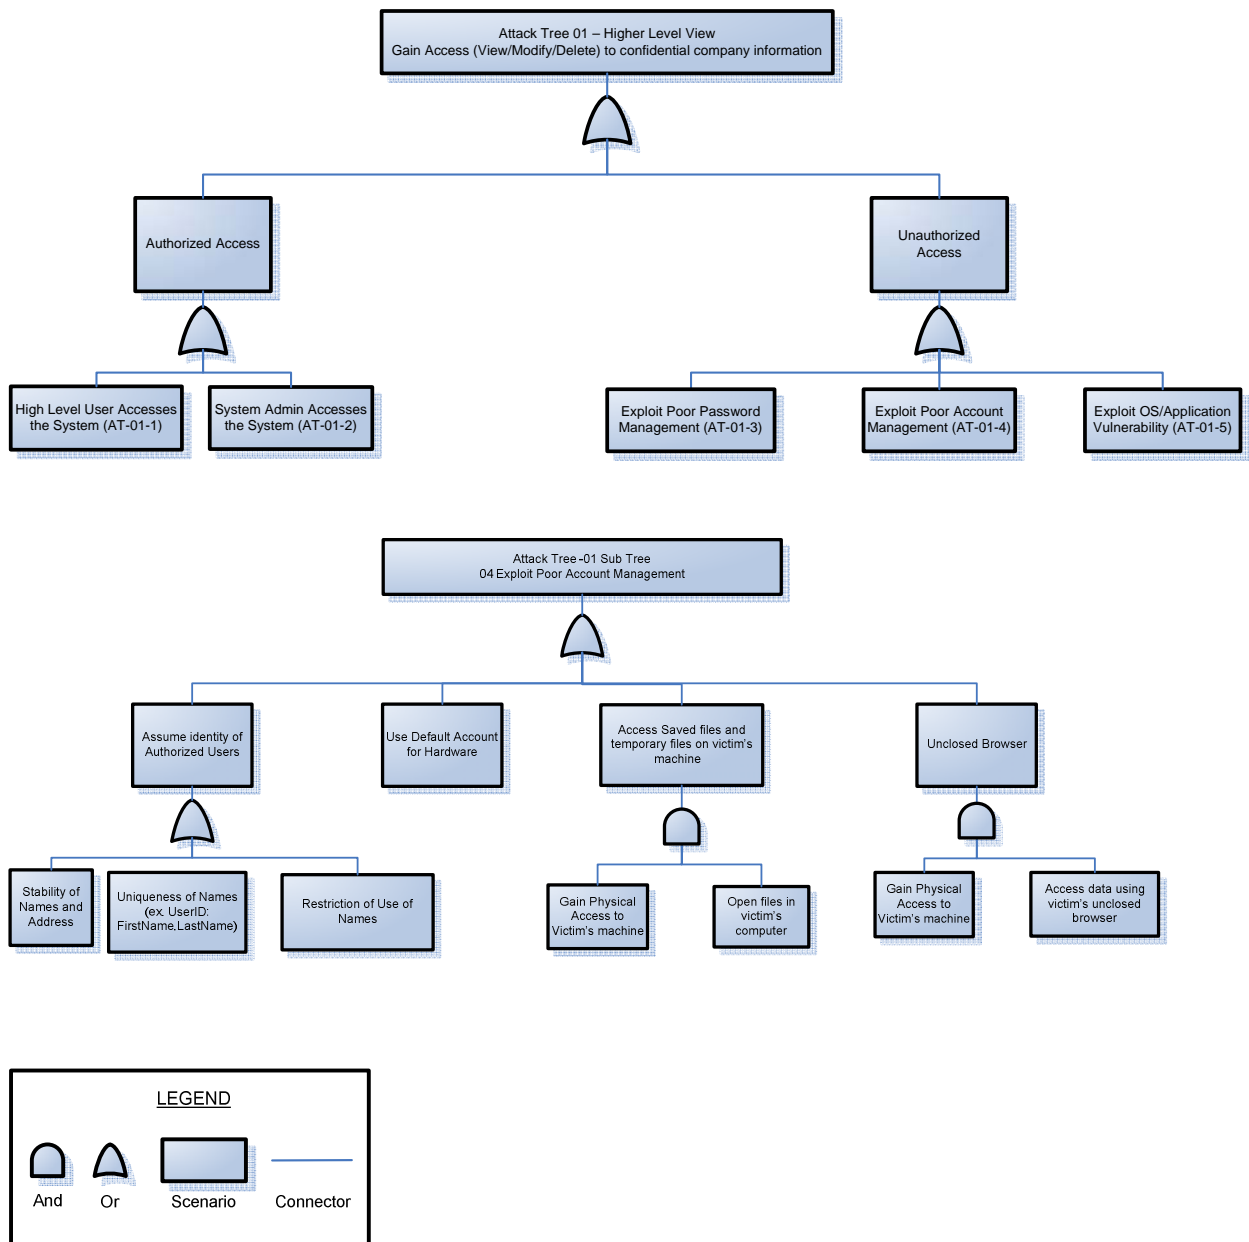 Attack Tree 01 – Higher Level View
Gain Access (View/Modify/Delete) to confidential company information
Authorized Access
Unauthorized
Access
High Level User Accesses
the System (AT-01-1)
System Admin Accesses
the System (AT-01-2)
Exploit Poor Password
Management (AT-01-3)
Exploit Poor Account
Management (AT-01-4)
Exploit OS/Application
Vulnerability (AT-01-5)
Attack Tree -01 Sub Tree
04 Exploit Poor Account Management
Assume identity of
Authorized Users
Use Default Account
for Hardware
Access Saved files and
temporary files on victim's
machine
Unclosed Browser
Stability of
Names and
Address
Uniqueness of Names
(ex. UserID:
FirstName.LastName)
Restriction of Use of
Names
Gain Physical
Access to
Victim's machine
Open files in
victim's
computer
Gain Physical
Access to
Victim's machine
Access data using
victim's unclosed
browser
LEGEND
And
Or
Scenario
Connector